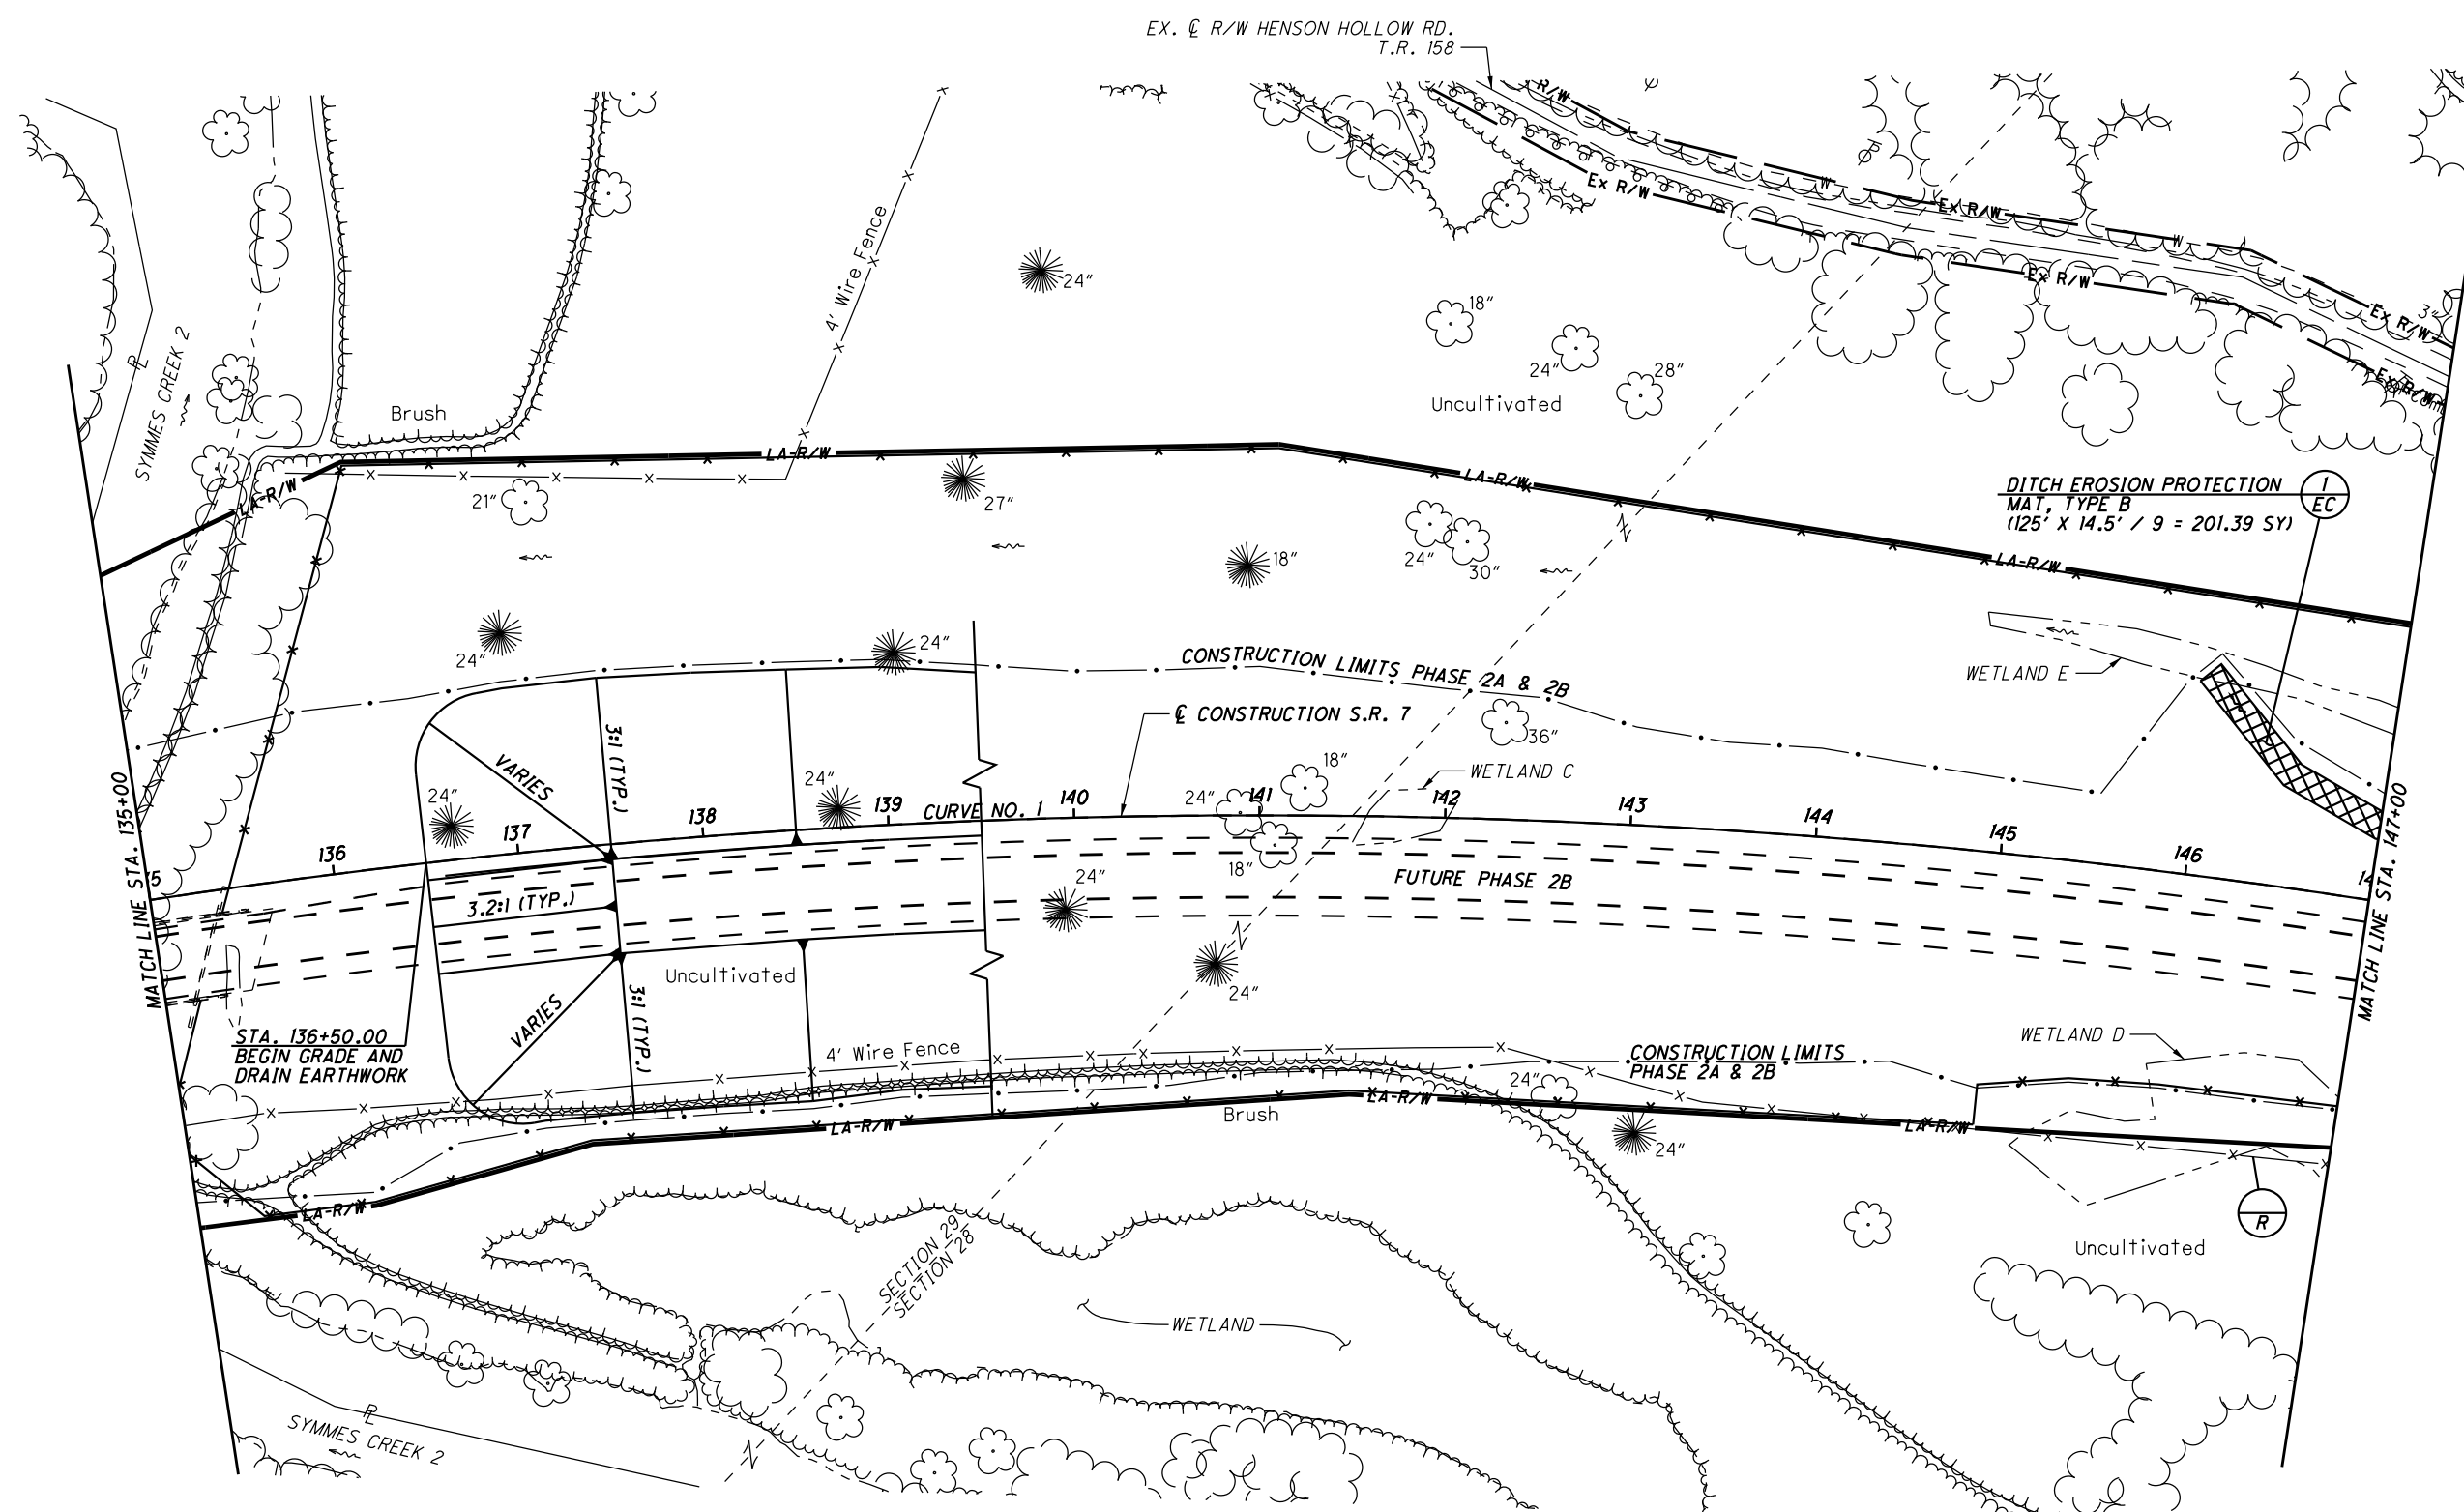 EX. ℄ R/W HENSON HOLLOW RD.
T.R. 158
R/W
Ex R/W
W
Ex R/W
W
Ex R/W
3"
Ex R/W
Ex R/W
4' Wire Fence
24"
18"
24"
28"
Uncultivated
SYMMES CREEK 2
℄
Brush
LA-R/W
LA-R/W
LA-R/W
LA-R/W
21"
27"
24"
30"
18"
DITCH EROSION PROTECTION
MAT, TYPE B
(125' X 14.5' / 9 = 201.39 SY)
1
EC
24"
24"
CONSTRUCTION LIMITS PHASE 2A & 2B
WETLAND E
℄ CONSTRUCTION S.R. 7
36"
WETLAND C
18"
24"
24"
24"
VARIES
3:1 (TYP.)
MATCH LINE STA. 135+00
136
137
138
139
CURVE NO. 1
140
141
142
143
144
145
146
MATCH LINE STA. 147+00
18"
24"
FUTURE PHASE 2B
3.2:1 (TYP.)
Uncultivated
24"
VARIES
3:1 (TYP.)
STA. 136+50.00
BEGIN GRADE AND
DRAIN EARTHWORK
4' Wire Fence
WETLAND D
CONSTRUCTION LIMITS
PHASE 2A & 2B
24"
LA-R/W
LA-R/W
LA-R/W
LA-R/W
Brush
24"
R
Uncultivated
SECTION 29
SECTION 28
WETLAND
SYMMES CREEK 2